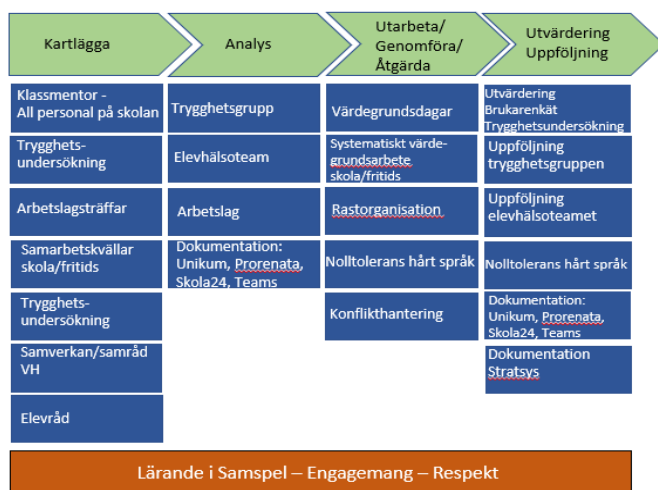 Kartlägga
Analys
Utarbeta/
Genomföra/
Åtgärda
Utvärdering
Uppföljning
Klassmentor -
All personal på skolan
Trygghets-
undersökning
Arbetslagsträffar
Samarbetskvällar
skola/fritids
Trygghets-
undersökning
Samverkan/samråd
VH
Elevråd
Trygghetsgrupp
Elevhälsoteam
Arbetslag
Dokumentation:
Unikum, Prorenata,
Skola24, Teams
Värdegrundsdagar
Systematiskt värde-
grundsarbete
skola/fritids
Rastorganisation
Nolltolerans hårt språk
Konflikthantering
Utvärdering
Brukarenkät
Trygghetsundersökning
Uppföljning
trygghetsgruppen
Uppföljning
elevhälsoteamet
Nolltolerans hårt språk
Dokumentation:
Unikum, Prorenata,
Skola24, Teams
Dokumentation
Stratsys
Lärande i Samspel – Engagemang – Respekt